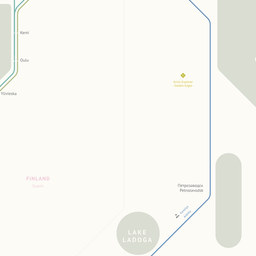 Kemi
Oulu
Ylivieska
FINLAND
Suomi
Петрозаводск
Petrozavodsk
LAKE
LADOGA